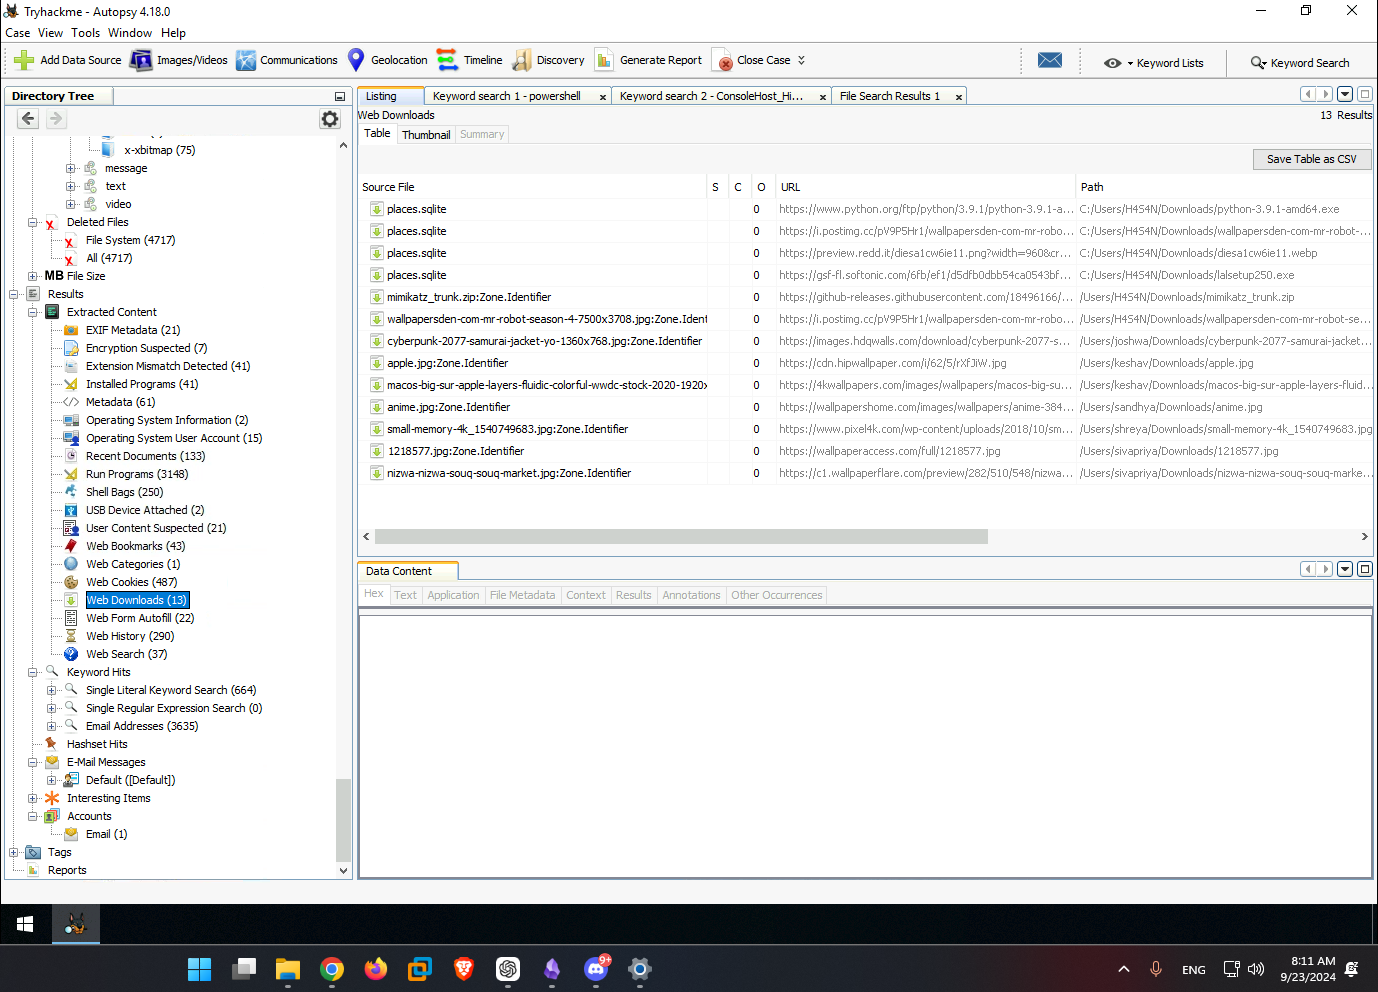 Tryhackme - Autopsy 4.18.0
Case View Tools Window Help
Add Data Source Images/Videos Communications Geolocation Timeline Discovery Generate Report Close Case Keyword Lists Keyword Search
Directory Tree
x-xbitmap (75)
message
text
video
Deleted Files
File System (4717)
All (4717)
MB File Size
Results
Extracted Content
EXIF Metadata (21)
Encryption Suspected (7)
Extension Mismatch Detected (41)
Installed Programs (41)
Metadata (61)
Operating System Information (2)
Operating System User Account (15)
Recent Documents (133)
Run Programs (3148)
Shell Bags (250)
USB Device Attached (2)
User Content Suspected (21)
Web Bookmarks (43)
Web Categories (1)
Web Cookies (487)
Web Downloads (13)
Web Form Autofill (22)
Web History (290)
Web Search (37)
Keyword Hits
Single Literal Keyword Search (664)
Single Regular Expression Search (0)
Email Addresses (3635)
Hashset Hits
E-Mail Messages
Default ([Default])
Interesting Items
Accounts
Email (1)
Tags
Reports
Listing Keyword search 1 - powershell Keyword search 2 - ConsoleHost_Hi... File Search Results 1
Web Downloads 13 Results
Table Thumbnail Summary
Save Table as CSV
Source File S C O URL Path
places.sqlite 0 https://www.python.org/ftp/python/3.9.1/python-3.9.1-a... C:/Users/H4S4N/Downloads/python-3.9.1-amd64.exe
places.sqlite 0 https://i.postimg.cc/pV9P5Hr1/wallpapersden-com-mr-robo... C:/Users/H4S4N/Downloads/wallpapersden-com-mr-robot-...
places.sqlite 0 https://preview.redd.it/diesa1cw6ie11.png?width=960&cr... C:/Users/H4S4N/Downloads/diesa1cw6ie11.webp
places.sqlite 0 https://gsf-fl.softonic.com/6fb/ef1/d5dfb0dbb54ca0543bf... C:/Users/H4S4N/Downloads/lalsetup250.exe
mimikatz_trunk.zip:Zone.Identifier 0 https://github-releases.githubusercontent.com/18496166/... /Users/H4S4N/Downloads/mimikatz_trunk.zip
wallpapersden-com-mr-robot-season-4-7500x3708.jpg:Zone.Ident 0 https://i.postimg.cc/pV9P5Hr1/wallpapersden-com-mr-robo... /Users/H4S4N/Downloads/wallpapersden-com-mr-robot-se...
cyberpunk-2077-samurai-jacket-yo-1360x768.jpg:Zone.Identifier 0 https://images.hdqwalls.com/download/cyberpunk-2077-s... /Users/joshwa/Downloads/cyberpunk-2077-samurai-jacket...
apple.jpg:Zone.Identifier 0 https://cdn.hipwallpaper.com/i/62/5/rXfJiW.jpg /Users/keshav/Downloads/apple.jpg
macos-big-sur-apple-layers-fluidic-colorful-wwdc-stock-2020-1920x 0 https://4kwallpapers.com/images/wallpapers/macos-big-su... /Users/keshav/Downloads/macos-big-sur-apple-layers-fluid...
anime.jpg:Zone.Identifier 0 https://wallpapershome.com/images/wallpapers/anime-384... /Users/sandhya/Downloads/anime.jpg
small-memory-4k_1540749683.jpg:Zone.Identifier 0 https://www.pixel4k.com/wp-content/uploads/2018/10/sm... /Users/shreya/Downloads/small-memory-4k_1540749683.jpg
1218577.jpg:Zone.Identifier 0 https://wallpaperaccess.com/full/1218577.jpg /Users/sivapriya/Downloads/1218577.jpg
nizwa-nizwa-souq-souq-market.jpg:Zone.Identifier 0 https://c1.wallpaperflare.com/preview/282/510/548/nizwa... /Users/sivapriya/Downloads/nizwa-nizwa-souq-souq-marke...
Data Content
Hex Text Application File Metadata Context Results Annotations Other Occurrences
9+
ENG
8:11 AM
9/23/2024